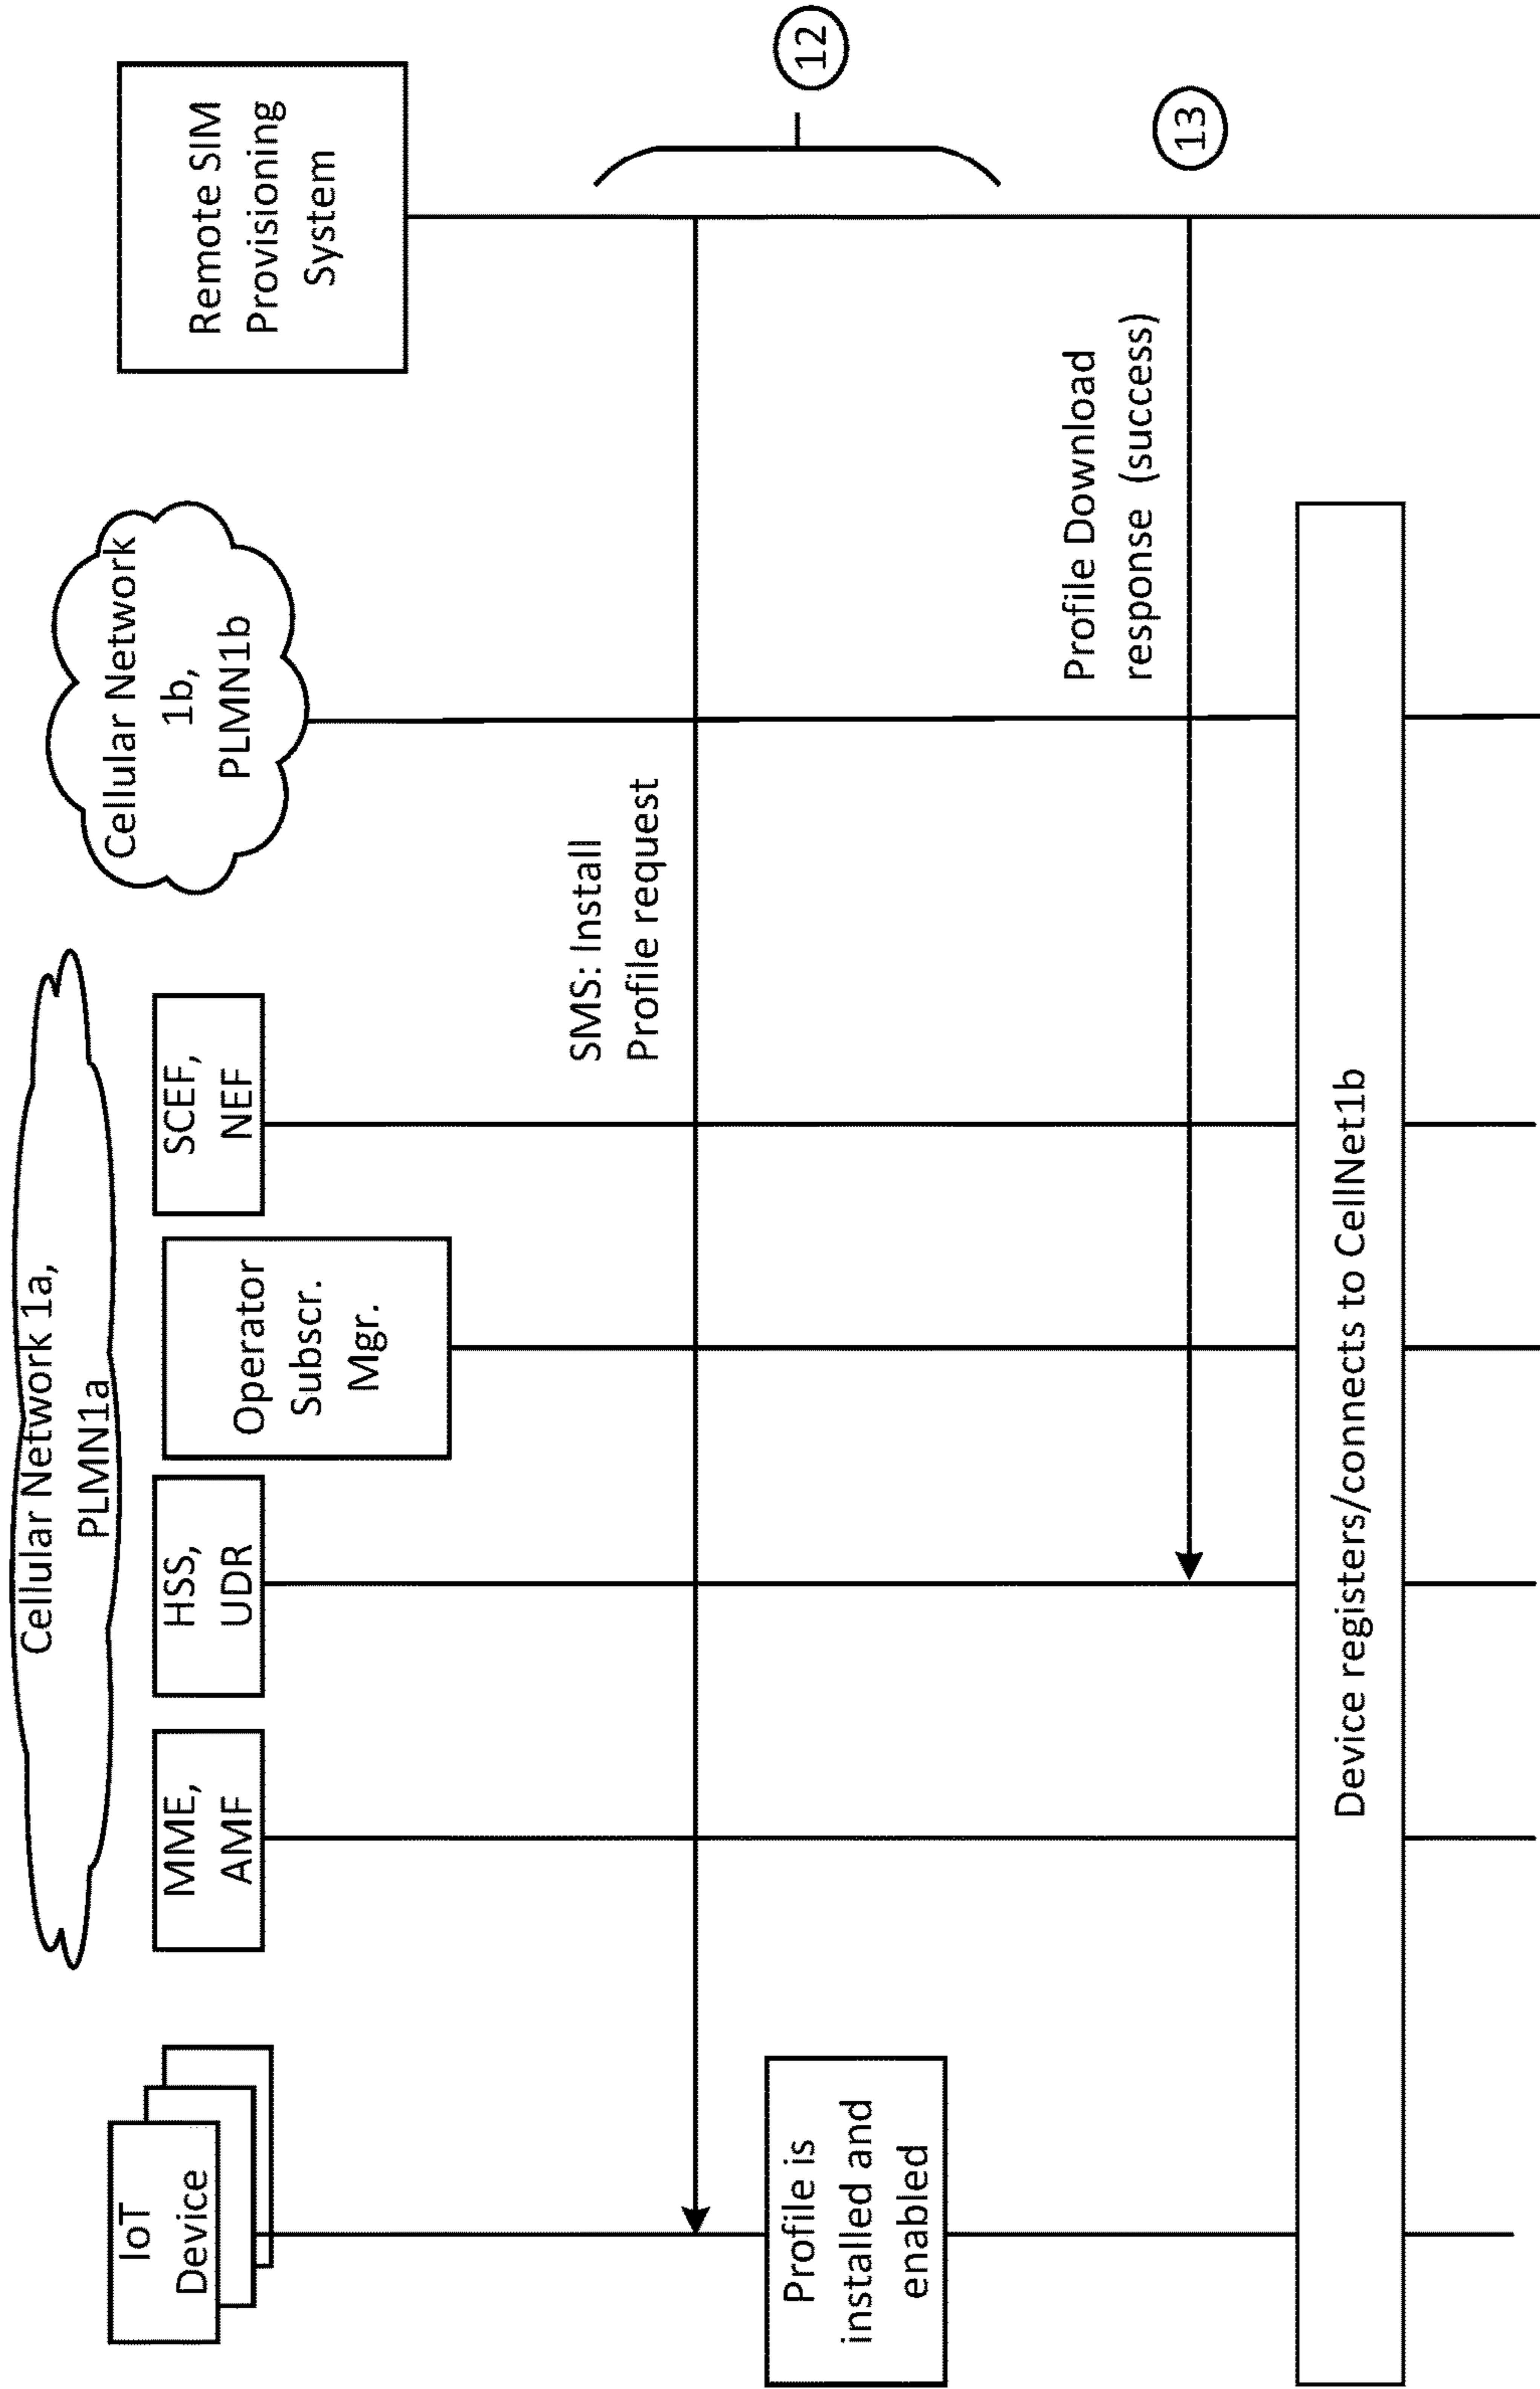 Cellular Network 1a,
PLMN1a
IoT
Device
MME,
AMF
HSS,
UDR
Operator
Subscr.
Mgr.
SCEF,
NEF
Cellular Network
1b,
PLMN1b
Remote SIM
Provisioning
System
SMS: Install
Profile request
12
Profile is
installed and
enabled
Profile Download
response (success)
13
Device registers/connects to CellNet1b